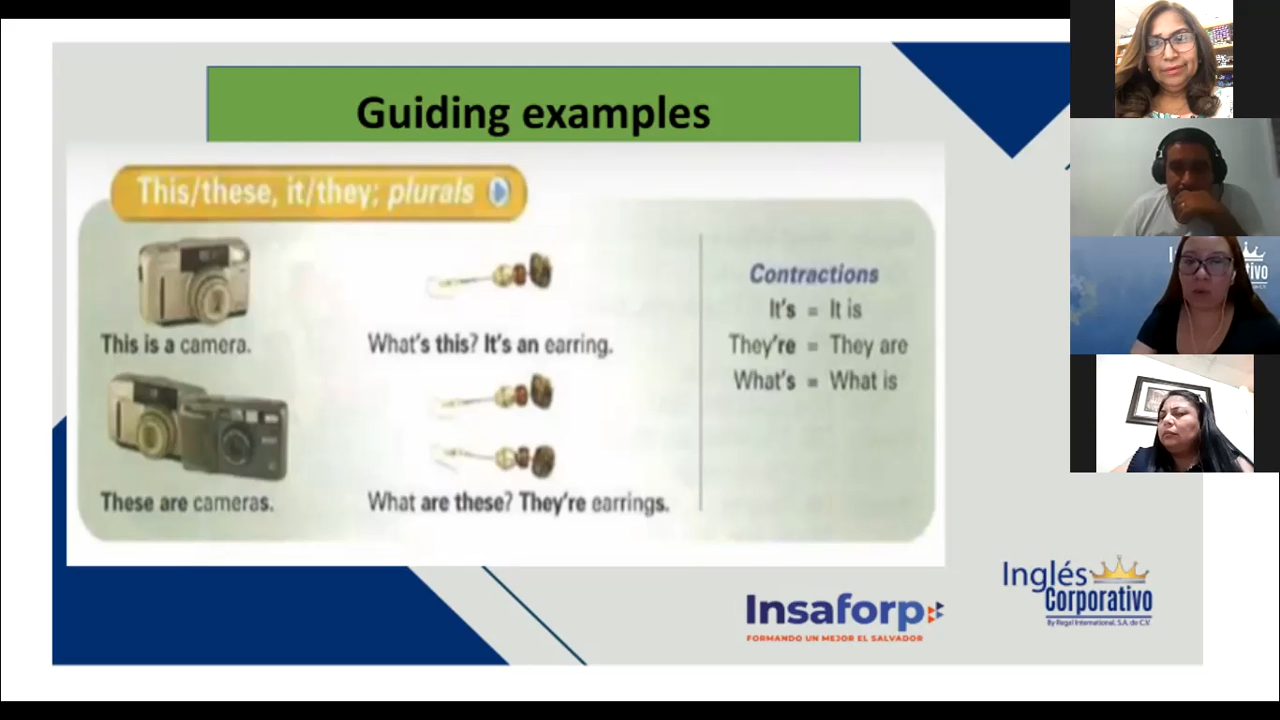 Guiding examples
This/these, it/they; plurals
This is a camera.
What's this? It's an earring.
These are cameras.
What are these? They're earrings.
Contractions
It's = It is
They're = They are
What's = What is
Insaforp
FORMANDO UN MEJOR EL SALVADOR
Inglés
Corporativo
By Regal International, S.A. de C.V.